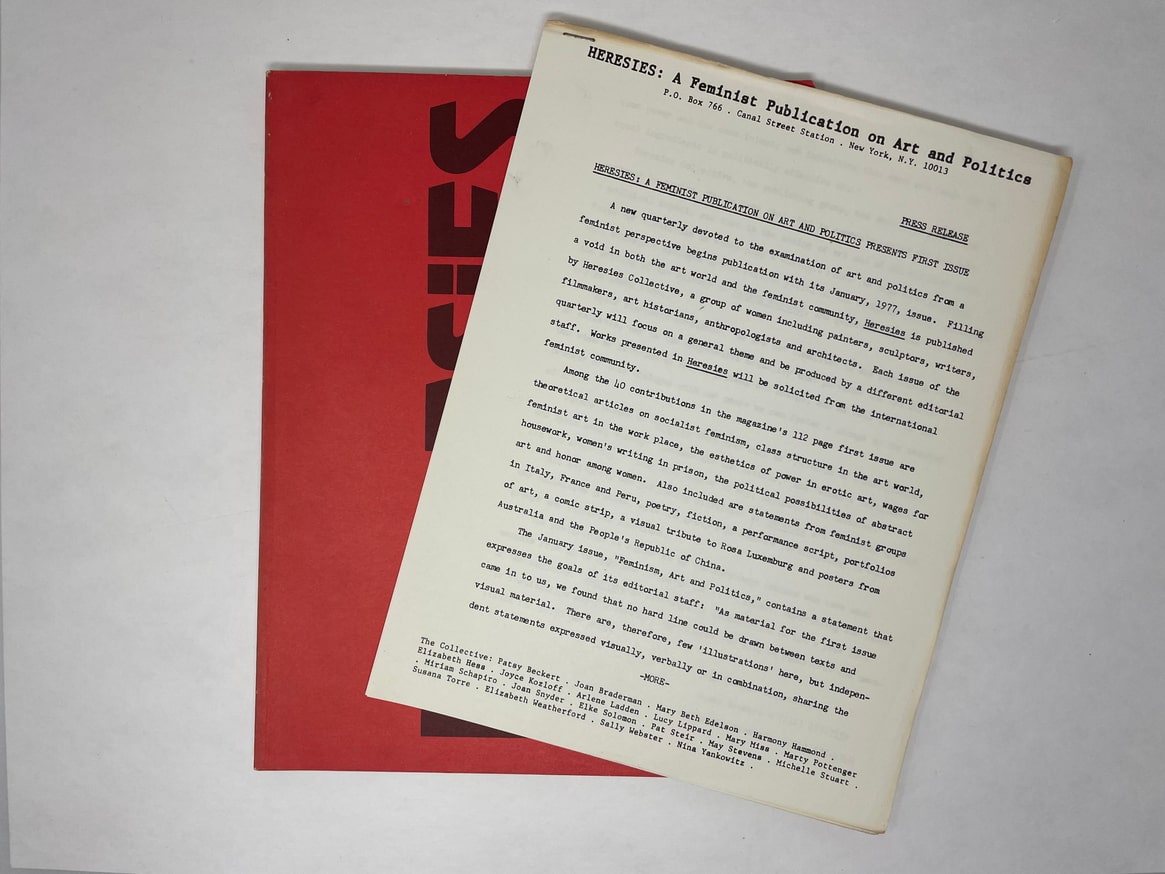 HERESIES: A Feminist Publication on Art and Politics
P.O. Box 766 . Canal Street Station . New York, N.Y. 10013
PRESS RELEASE
HERESIES: A FEMINIST PUBLICATION ON ART AND POLITICS PRESENTS FIRST ISSUE
A new quarterly devoted to the examination of art and politics from a
feminist perspective begins publication with its January, 1977, issue. Filling
a void in both the art world and the feminist community, Heresies is published
by Heresies Collective, a group of women including painters, sculptors, writers,
filmmakers, art historians, anthropologists and architects. Each issue of the
quarterly will focus on a general theme and be produced by a different editorial
staff. Works presented in Heresies will be solicited from the international
feminist community.
Among the 40 contributions in the magazine's 112 page first issue are
theoretical articles on socialist feminism, class structure in the art world,
feminist art in the work place, the esthetics of power in erotic art, wages for
housework, women's writing in prison, the political possibilities of abstract
art and honor among women. Also included are statements from feminist groups
in Italy, France and Peru, poetry, fiction, a performance script, portfolios
of art, a comic strip, a visual tribute to Rosa Luxemburg and posters from
Australia and the People's Republic of China.
The January issue, "Feminism, Art and Politics," contains a statement that
expresses the goals of its editorial staff: "As material for the first issue
came in to us, we found that no hard line could be drawn between texts and
visual material. There are, therefore, few 'illustrations' here, but indepen-
dent statements expressed visually, verbally or in combination, sharing the
-MORE-
The Collective: Patsy Beckert . Joan Braderman . Mary Beth Edelson . Harmony Hammond .
Elizabeth Hess . Joyce Kozloff . Arlene Ladden . Lucy Lippard . Mary Miss . Marty Pottenger
. Miriam Schapiro . Joan Snyder . Elke Solomon . Pat Steir . May Stevens . Michelle Stuart .
Susana Torre . Elizabeth Weatherford . Sally Webster . Nina Yankowitz .